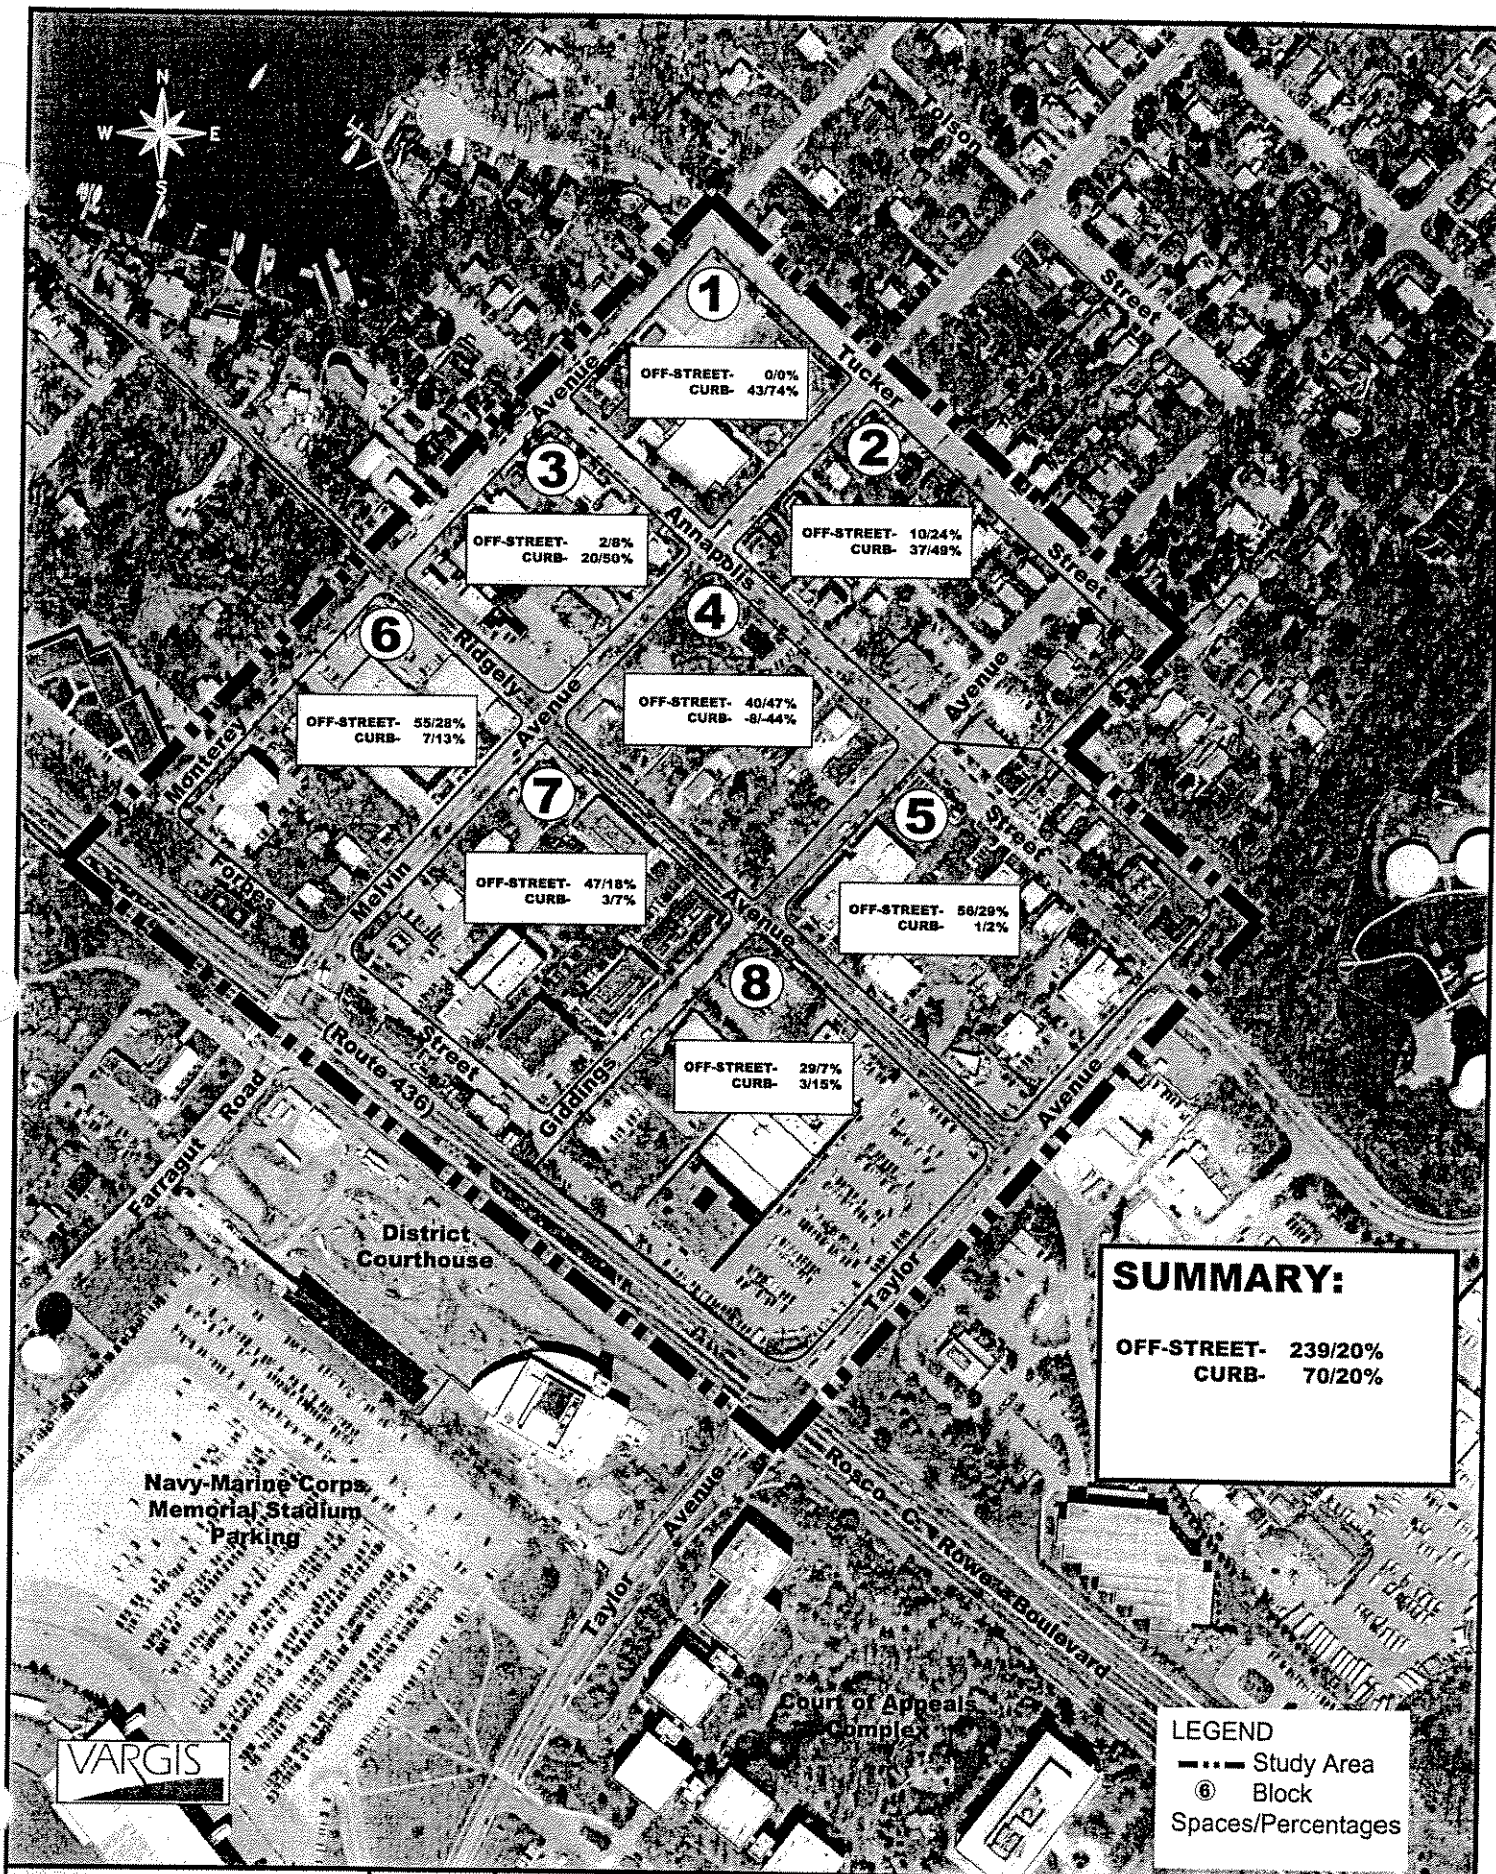 N
W E
S
Tolson
Street
1
OFF-STREET- 0/0%
CURB- 43/74%
Avenue
Tucker
2
3
OFF-STREET- 2/8%
CURB- 20/50%
Annapolis
OFF-STREET- 10/24%
CURB- 37/49%
Street
4
6
Ridgely
Avenue
OFF-STREET- 40/47%
CURB- -8/-44%
Avenue
OFF-STREET- 55/28%
CURB- 7/13%
Monterey
7
5
Street
Forbes
Melvin
OFF-STREET- 47/18%
CURB- 3/7%
Avenue
OFF-STREET- 56/29%
CURB- 1/2%
8
Street
(Route 436)
Giddings
OFF-STREET- 29/7%
CURB- 3/15%
Avenue
Farragut Road
District
Courthouse
Taylor
SUMMARY:
OFF-STREET- 239/20%
CURB- 70/20%
Navy-Marine Corps
Memorial Stadium
Parking
Taylor Avenue
Rosco C. Rowe Boulevard
Court of Appeals
Complex
VARGIS
LEGEND
Study Area
6 Block
Spaces/Percentages